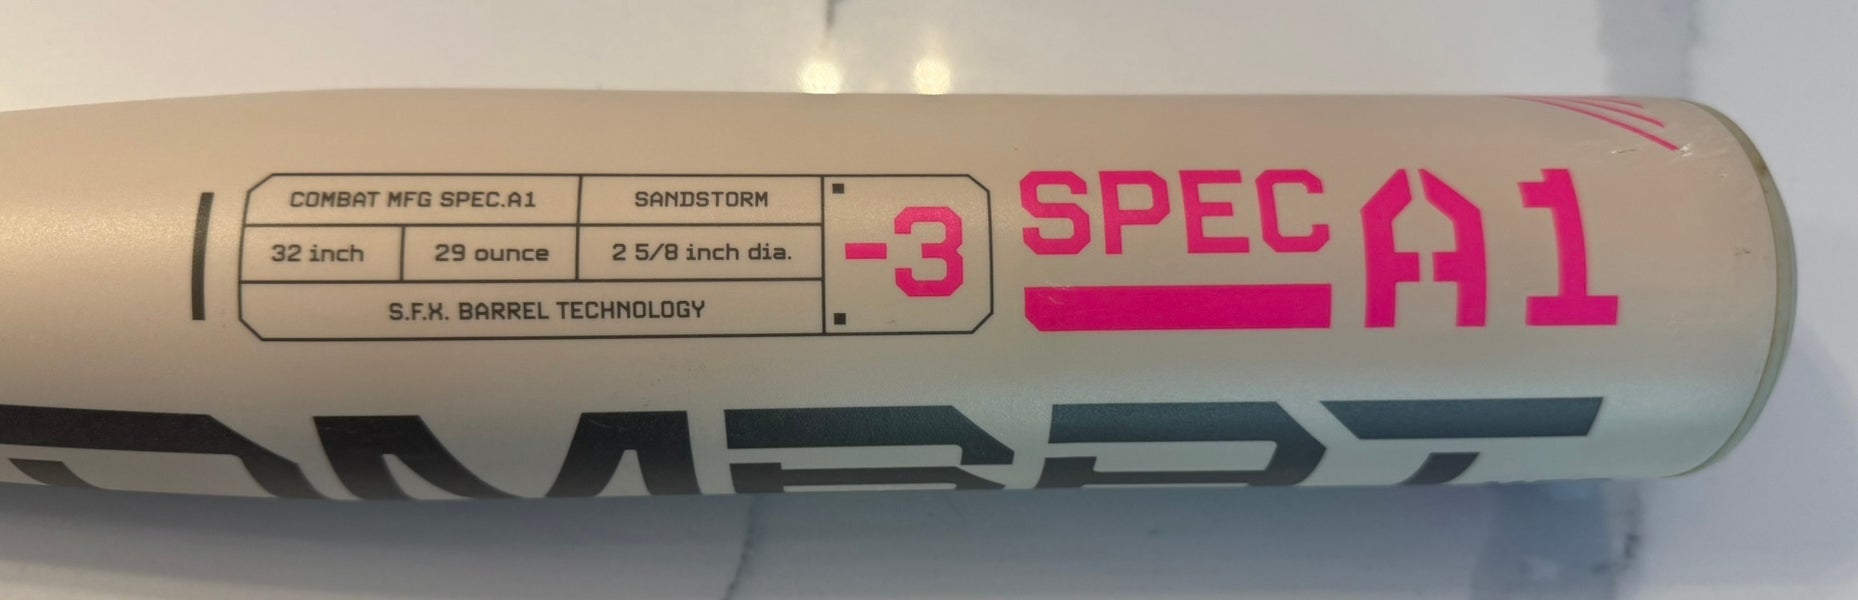 COMBAT MFG SPEC.A1
SANDSTORM
32 inch
29 ounce
2 5/8 inch dia.
S.F.X. BARREL TECHNOLOGY
-3
SPEC A1